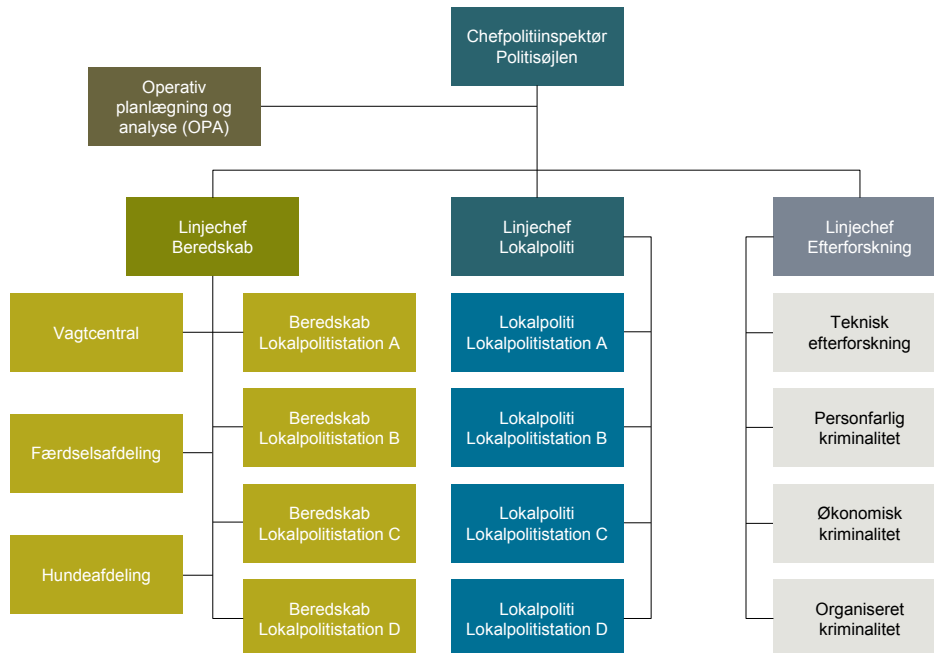 Chefpolitiinspektør
Politisøjlen
Operativ
planlægning og
analyse (OPA)
Linjechef
Beredskab
Linjechef
Lokalpoliti
Linjechef
Efterforskning
Vagtcentral
Beredskab
Lokalpolitistation A
Lokalpoliti
Lokalpolitistation A
Teknisk
efterforskning
Færdselsafdeling
Beredskab
Lokalpolitistation B
Lokalpoliti
Lokalpolitistation B
Personfarlig
kriminalitet
Beredskab
Lokalpolitistation C
Lokalpoliti
Lokalpolitistation C
Økonomisk
kriminalitet
Hundeafdeling
Beredskab
Lokalpolitistation D
Lokalpoliti
Lokalpolitistation D
Organiseret
kriminalitet